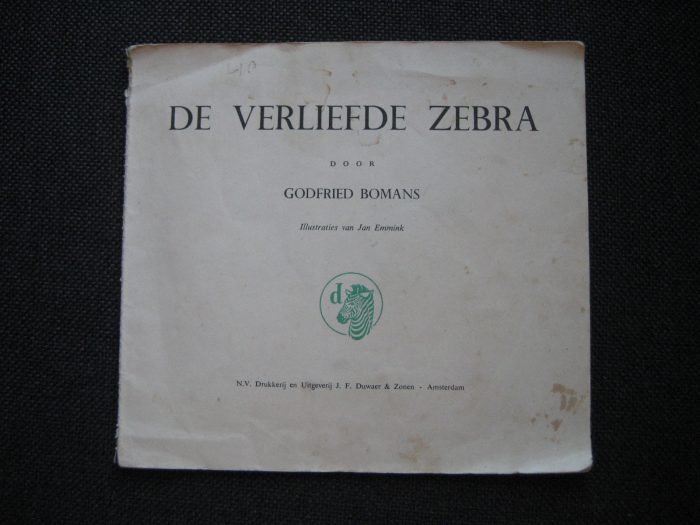 DE VERLIEFDE ZEBRA
DOOR
GODFRIED BOMANS
Illustraties van Jan Emmink
d
N.V. Drukkerij en Uitgeverij J. F. Duwaer & Zonen - Amsterdam